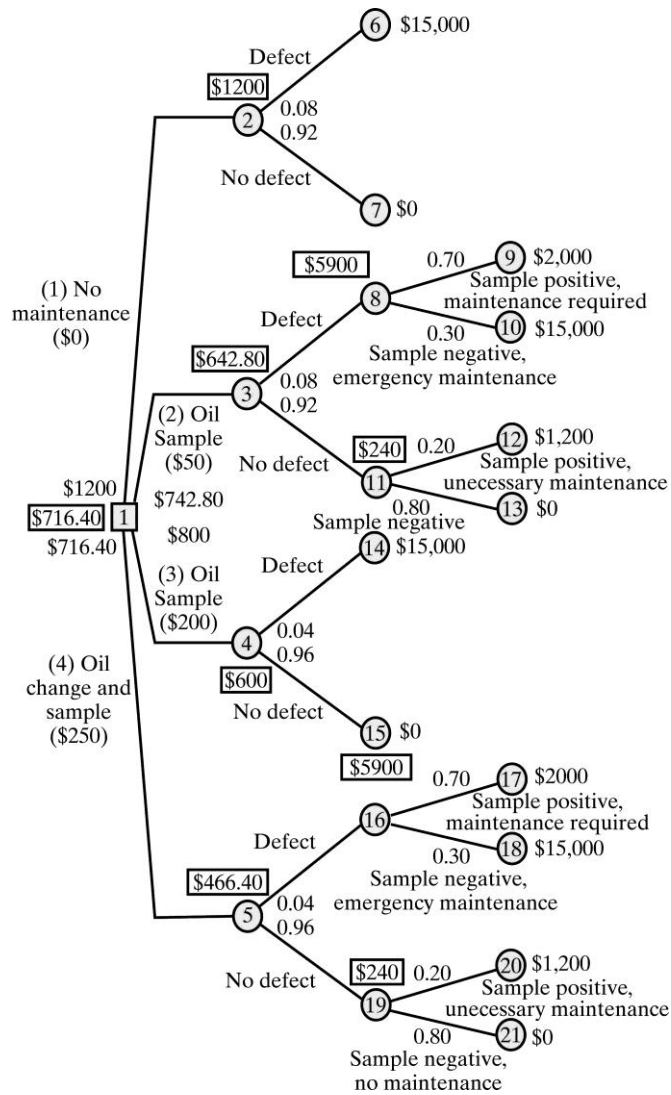 6 $15,000
Defect
$1200
0.08
2
0.92
No defect
7 $0
(1) No
maintenance
($0)
$5900
0.70
9 $2,000
Sample positive,
maintenance required
8
Defect
0.30
10 $15,000
Sample negative,
emergency maintenance
$642.80
3
0.08
0.92
(2) Oil
Sample
($50)
No defect
$240
0.20
12 $1,200
Sample positive,
unecessary maintenance
11
0.80
13 $0
Sample negative
$1200
$716.40
1
$716.40
$742.80
$800
14 $15,000
Defect
(3) Oil
Sample
($200)
4
0.04
0.96
$600
No defect
15 $0
(4) Oil
change and
sample
($250)
$5900
0.70
17 $2000
Sample positive,
maintenance required
16
Defect
0.30
18 $15,000
Sample negative,
emergency maintenance
$466.40
5
0.04
0.96
No defect
$240
0.20
20 $1,200
Sample positive,
unecessary maintenance
19
0.80
21 $0
Sample negative,
no maintenance